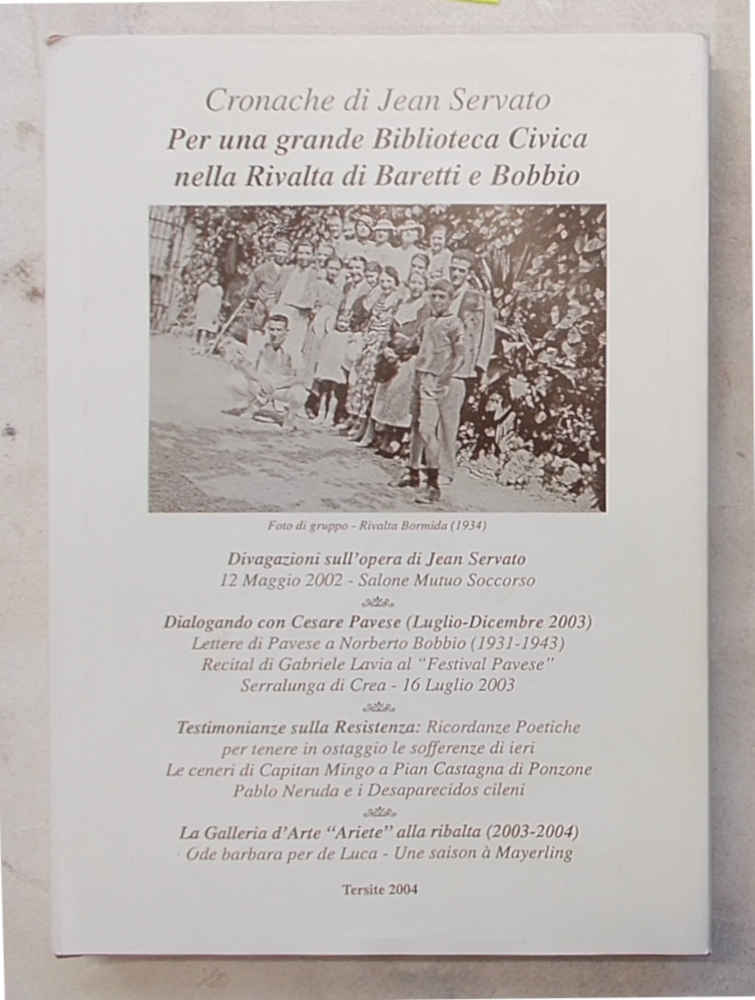 Cronache di Jean Servato
Per una grande Biblioteca Civica
nella Rivalta di Baretti e Bobbio
Foto di gruppo - Rivalta Bormida (1934)
Divagazioni sull'opera di Jean Servato
12 Maggio 2002 - Salone Mutuo Soccorso
Dialogando con Cesare Pavese (Luglio-Dicembre 2003)
Lettere di Pavese a Norberto Bobbio (1931-1943)
Recital di Gabriele Lavia al "Festival Pavese"
Serralunga di Crea - 16 Luglio 2003
Testimonianze sulla Resistenza: Ricordanze Poetiche
per tenere in ostaggio le sofferenze di ieri
Le ceneri di Capitan Mingo a Pian Castagna di Ponzone
Pablo Neruda e i Desaparecidos cileni
La Galleria d'Arte "Ariete" alla ribalta (2003-2004)
Ode barbara per de Luca - Une saison à Mayerling
Tersite 2004